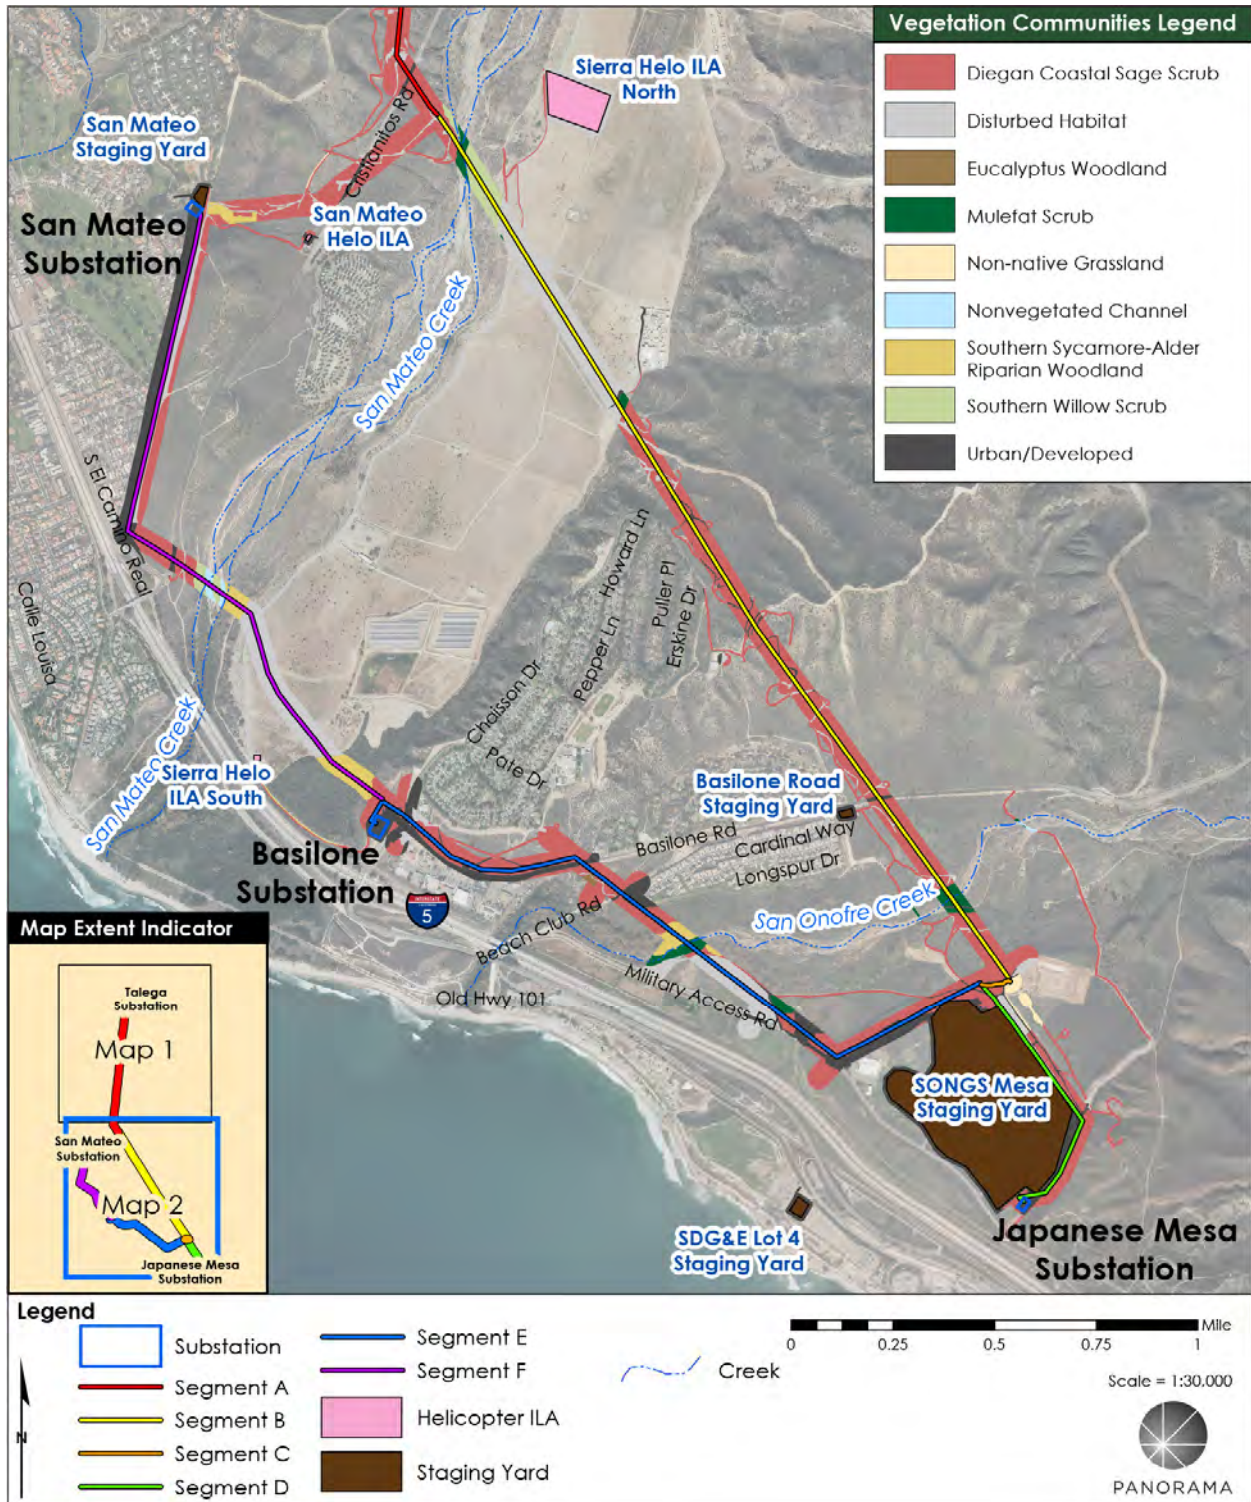 Vegetation Communities Legend
Diegan Coastal Sage Scrub
Disturbed Habitat
Eucalyptus Woodland
Mulefat Scrub
Non-native Grassland
Nonvegetated Channel
Southern Sycamore-Alder
Riparian Woodland
Southern Willow Scrub
Urban/Developed
Sierra Helo ILA
North
San Mateo
Staging Yard
Cristianitos Rd
San Mateo
Substation
San Mateo
Helo ILA
San Mateo Creek
S El Camino Real
Calle Louisa
Howard Ln
Puller Pl
Erskine Dr
Pepper Ln
Chaisson Dr
Pate Dr
San Mateo Creek
Sierra Helo
ILA South
Basilone Road
Staging Yard
Basilone Rd
Cardinal Way
Longspur Dr
Basilone
Substation
INTERSTATE
5
San Onofre Creek
Beach Club Rd
Military Access Rd
Old Hwy 101
SONGS Mesa
Staging Yard
SDG&E Lot 4
Staging Yard
Japanese Mesa
Substation
Map Extent Indicator
Talega
Substation
Map 1
San Mateo
Substation
Map 2
Japanese Mesa
Substation
Legend
Substation
Segment A
Segment B
Segment C
Segment D
Segment E
Segment F
Helicopter ILA
Staging Yard
Creek
N
0 0.25 0.5 0.75 1 Mile
Scale = 1:30,000
PANORAMA